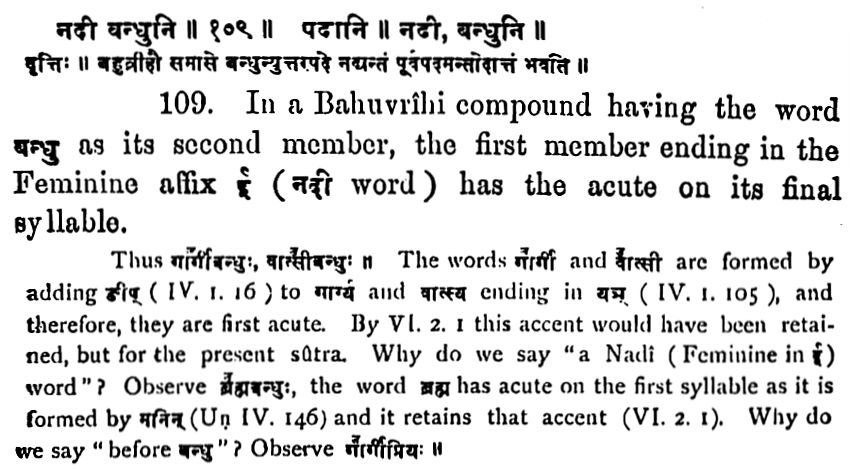 नदी बन्धुनि ॥ १०९ ॥ पदानि ॥ नदी, बन्धुनि ॥
वृत्तिः ॥ बहुव्रीहौ समासे बन्धुन्युत्तरपदे नद्यन्तं पूर्वपदमन्तोदात्तं भवति ॥
109. In a Bahuvrîhi compound having the word
बन्धु as its second member, the first member ending in the
Feminine affix ई (नदी word) has the acute on its final
syllable.
Thus गार्गी॑बन्धुः, वात्सी॑बन्धुः ॥ The words गा॑र्गी and वा॑त्सी are formed by
adding ङीप् (IV. 1. 16) to गार्ग्य and वात्स्य ending in यञ् (IV. 1. 105), and
therefore, they are first acute. By VI. 2. 1 this accent would have been retai-
ned, but for the present sûtra. Why do we say "a Nadî (Feminine in ई)
word"? Observe ब्र॑ह्मबन्धुः, the word ब्रह्म has acute on the first syllable as it is
formed by मनिन् (Uṇ IV. 146) and it retains that accent (VI. 2. 1). Why do
we say "before बन्धु"? Observe गा॑र्गीप्रियः ॥